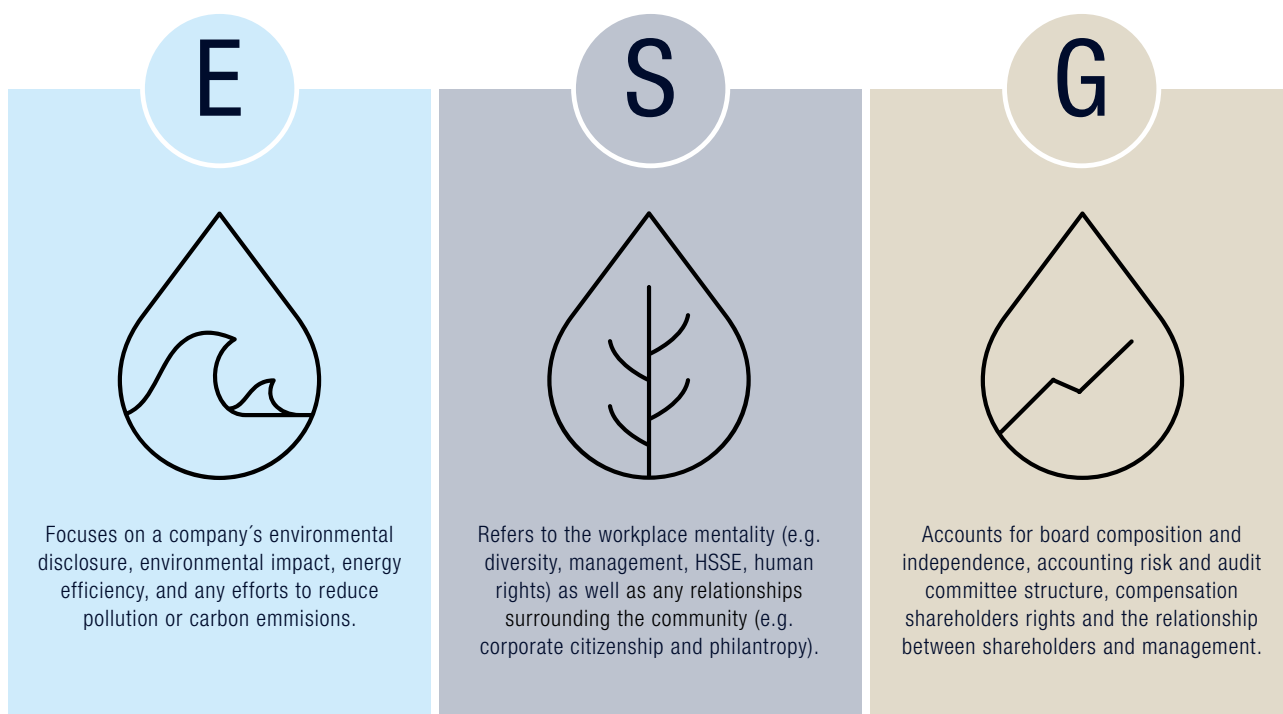 E
Focuses on a company´s environmental
disclosure, environmental impact, energy
efficiency, and any efforts to reduce
pollution or carbon emmisions.
S
Refers to the workplace mentality (e.g.
diversity, management, HSSE, human
rights) as well as any relationships
surrounding the community (e.g.
corporate citizenship and philantropy).
G
Accounts for board composition and
independence, accounting risk and audit
committee structure, compensation
shareholders rights and the relationship
between shareholders and management.